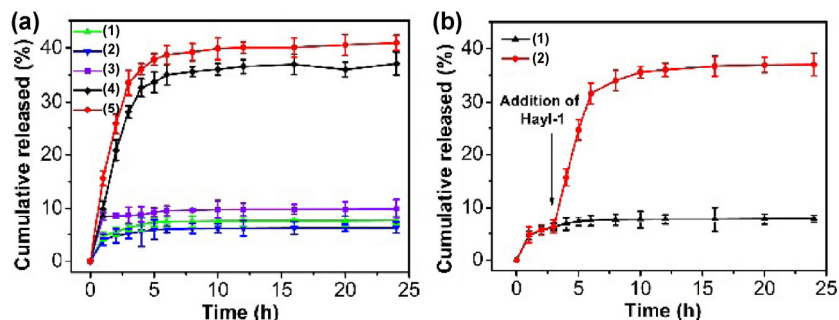 (a)
Cumulative released (%)
40
30
20
10
0
(1)
(2)
(3)
(4)
(5)
0 5 10 15 20 25
Time (h)
(b)
Cumulative released (%)
40
30
20
10
0
(1)
(2)
Addition of
Hayl-1
0 5 10 15 20 25
Time (h)